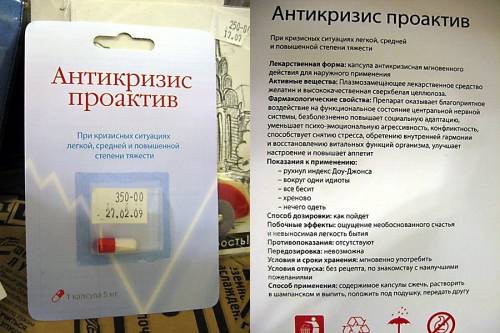 250-0
17.07
Антикризис
проактив
При кризисных ситуациях
легкой, средней и повышенной
степени тяжести
350-00
27.02.09
1 капсула 5 мг
Антикризис проактив
При кризисных ситуациях легкой, средней
и повышенной степени тяжести
Лекарственная форма: капсула антикризисная мгновенного
действия для наружного применения
Активные вещества: Плазмозамещающее лекарственное средство
желатин и высококачественная сверхбелая целлюлоза.
Фармакологические свойства: Препарат оказывает благоприятное
воздействие на функциональное состояние центральной нервной
системы, безболезненно повышает социальную адаптацию,
уменьшает психо-эмоциональную агрессивность, конфликтность,
способствует снятию стресса, обретению внутренней гармонии
и восстановлению витальных функций организма, улучшает
настроение и повышает аппетит
Показания к применению:
– рухнул индекс Доу-Джонса
– вокруг одни идиоты
– все бесит
– хреново
– нечего одеть
Способ дозировки: как пойдет
Побочные эффекты: ощущение необоснованного счастья
и невыносимая легкость бытия
Противопоказания: отсутствуют
Передозировка: невозможна
Условия и сроки хранения: мгновенно употребить
Условия отпуска: без рецепта, по знакомству с наилучшими
пожеланиями
Способ применения: содержимое капсулы сжечь, растворить
в шампанском и выпить, положить под подушку, передать другу